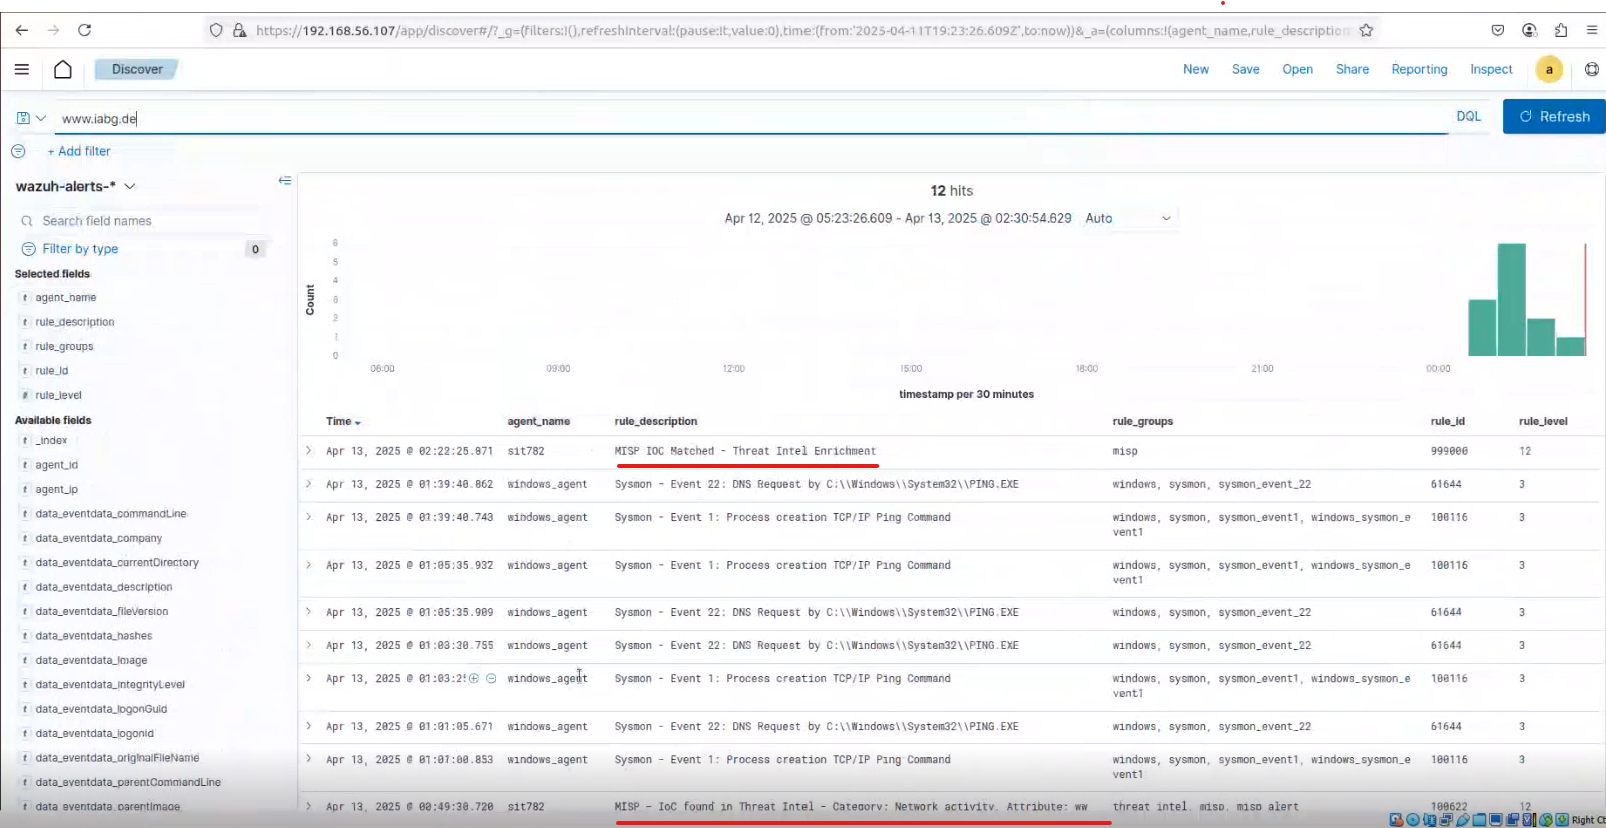 https://192.168.56.107/app/discover#/?_g=(filters:!(),refreshInterval:(pause:!t,value:0),time:(from:'2025-04-11T19:23:26.609Z',to:now))&_a=(columns:!(agent_name,rule_description
Discover
New Save Open Share Reporting Inspect a
www.iabg.de DQL Refresh
+ Add filter
wazuh-alerts-*
12 hits
Search field names
Apr 12, 2025 @ 05:23:26.609 - Apr 13, 2025 @ 02:30:54.629 Auto
Filter by type 0
Selected fields
t agent_name
t rule_description
t rule_groups
t rule_id
# rule_level
Count
6
5
4
3
2
1
0
06:00 09:00 12:00 15:00 18:00 21:00 00:00
timestamp per 30 minutes
Available fields
t _index
t agent_id
t agent_ip
t data_eventdata_commandLine
t data_eventdata_company
t data_eventdata_currentDirectory
t data_eventdata_description
t data_eventdata_fileVersion
t data_eventdata_hashes
t data_eventdata_image
t data_eventdata_integrityLevel
t data_eventdata_logonGuid
t data_eventdata_logonId
t data_eventdata_originalFileName
t data_eventdata_parentCommandLine
t data_eventdata_parentImage
Time agent_name rule_description rule_groups rule_id rule_level
Apr 13, 2025 @ 02:22:25.871 sit782 MISP IOC Matched - Threat Intel Enrichment misp 999000 12
Apr 13, 2025 @ 01:39:40.862 windows_agent Sysmon - Event 22: DNS Request by C:\\Windows\\System32\\PING.EXE windows, sysmon, sysmon_event_22 61644 3
Apr 13, 2025 @ 01:39:40.743 windows_agent Sysmon - Event 1: Process creation TCP/IP Ping Command windows, sysmon, sysmon_event1, windows_sysmon_e 100116 3
vent1
Apr 13, 2025 @ 01:05:35.932 windows_agent Sysmon - Event 1: Process creation TCP/IP Ping Command windows, sysmon, sysmon_event1, windows_sysmon_e 100116 3
vent1
Apr 13, 2025 @ 01:05:35.909 windows_agent Sysmon - Event 22: DNS Request by C:\\Windows\\System32\\PING.EXE windows, sysmon, sysmon_event_22 61644 3
Apr 13, 2025 @ 01:03:30.755 windows_agent Sysmon - Event 22: DNS Request by C:\\Windows\\System32\\PING.EXE windows, sysmon, sysmon_event_22 61644 3
Apr 13, 2025 @ 01:03:2 windows_agent Sysmon - Event 1: Process creation TCP/IP Ping Command windows, sysmon, sysmon_event1, windows_sysmon_e 100116 3
vent1
Apr 13, 2025 @ 01:01:05.671 windows_agent Sysmon - Event 22: DNS Request by C:\\Windows\\System32\\PING.EXE windows, sysmon, sysmon_event_22 61644 3
Apr 13, 2025 @ 01:01:00.853 windows_agent Sysmon - Event 1: Process creation TCP/IP Ping Command windows, sysmon, sysmon_event1, windows_sysmon_e 100116 3
vent1
Apr 13, 2025 @ 00:49:30.720 sit782 MISP - IoC found in Threat Intel - Category: Network activity, Attribute: ww threat_intel, misp, misp_alert 100622 12
Right Ct